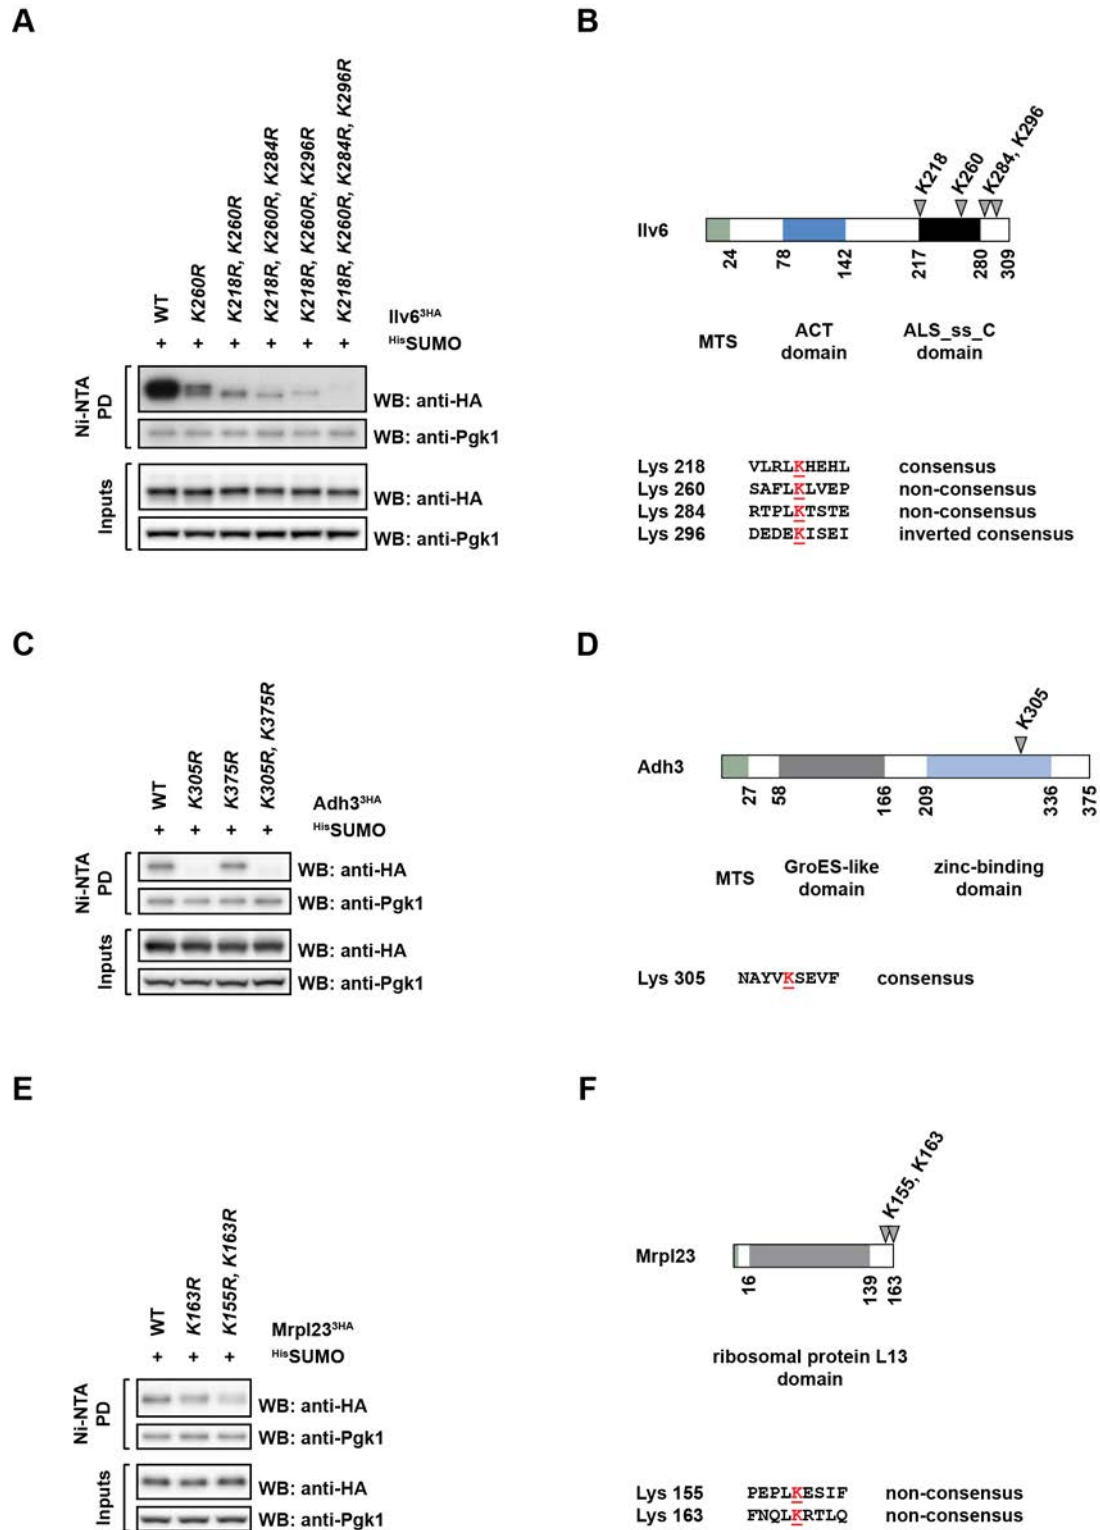 A
WT
K260R
K218R, K260R
K218R, K260R, K284R
K218R, K260R, K296R
K218R, K260R, K284R, K296R
Ilv63HA
+ + + + + + HisSUMO
Ni-NTA PD
WB: anti-HA
WB: anti-Pgk1
Inputs
WB: anti-HA
WB: anti-Pgk1
B
K218
K260
K284, K296
Ilv6
24 78 142 217 280 309
MTS
ACT
domain
ALS_ss_C
domain
Lys 218 VLRLKHEHL consensus
Lys 260 SAFLKLVEP non-consensus
Lys 284 RTPLKTSTE non-consensus
Lys 296 DEDEKISEI inverted consensus
C
WT
K305R
K375R
K305R, K375R
Adh33HA
+ + + + HisSUMO
Ni-NTA PD
WB: anti-HA
WB: anti-Pgk1
Inputs
WB: anti-HA
WB: anti-Pgk1
D
K305
Adh3
27 58 166 209 336 375
MTS
GroES-like
domain
zinc-binding
domain
Lys 305 NAYVKSEVF consensus
E
WT
K163R
K155R, K163R
Mrpl233HA
+ + + HisSUMO
Ni-NTA PD
WB: anti-HA
WB: anti-Pgk1
Inputs
WB: anti-HA
WB: anti-Pgk1
F
K155, K163
Mrpl23
16 139 163
ribosomal protein L13
domain
Lys 155 PEPLKESIF non-consensus
Lys 163 FNQLKRTLQ non-consensus